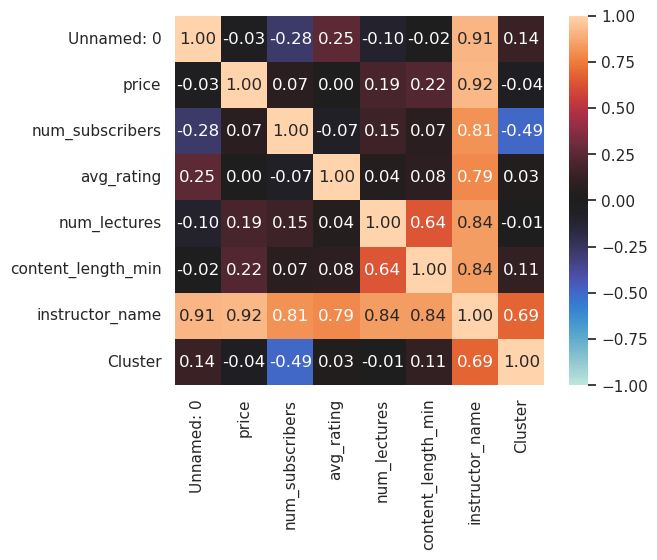 Unnamed: 0 1.00 -0.03 -0.28 0.25 -0.10 -0.02 0.91 0.14
price -0.03 1.00 0.07 0.00 0.19 0.22 0.92 -0.04
num_subscribers -0.28 0.07 1.00 -0.07 0.15 0.07 0.81 -0.49
avg_rating 0.25 0.00 -0.07 1.00 0.04 0.08 0.79 0.03
num_lectures -0.10 0.19 0.15 0.04 1.00 0.64 0.84 -0.01
content_length_min -0.02 0.22 0.07 0.08 0.64 1.00 0.84 0.11
instructor_name 0.91 0.92 0.81 0.79 0.84 0.84 1.00 0.69
Cluster 0.14 -0.04 -0.49 0.03 -0.01 0.11 0.69 1.00
Unnamed: 0
price
num_subscribers
avg_rating
num_lectures
content_length_min
instructor_name
Cluster
1.00
0.75
0.50
0.25
0.00
−0.25
−0.50
−0.75
−1.00